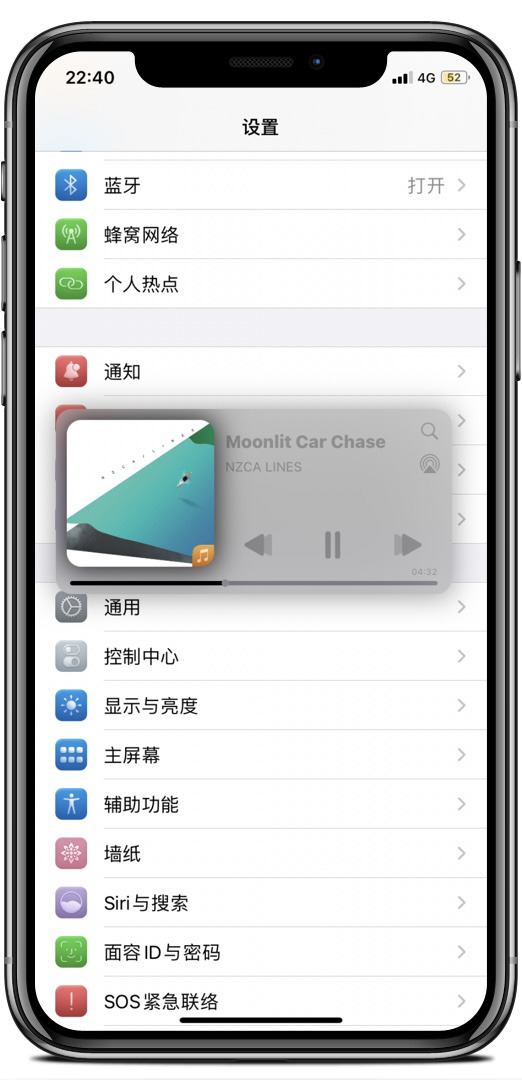 22:40
4G 52
设置
蓝牙 打开
蜂窝网络
个人热点
通知
NZCA LINES
Moonlit Car Chase
NZCA LINES
04:32
通用
控制中心
显示与亮度
主屏幕
辅助功能
墙纸
Siri与搜索
面容ID与密码
SOS紧急联络